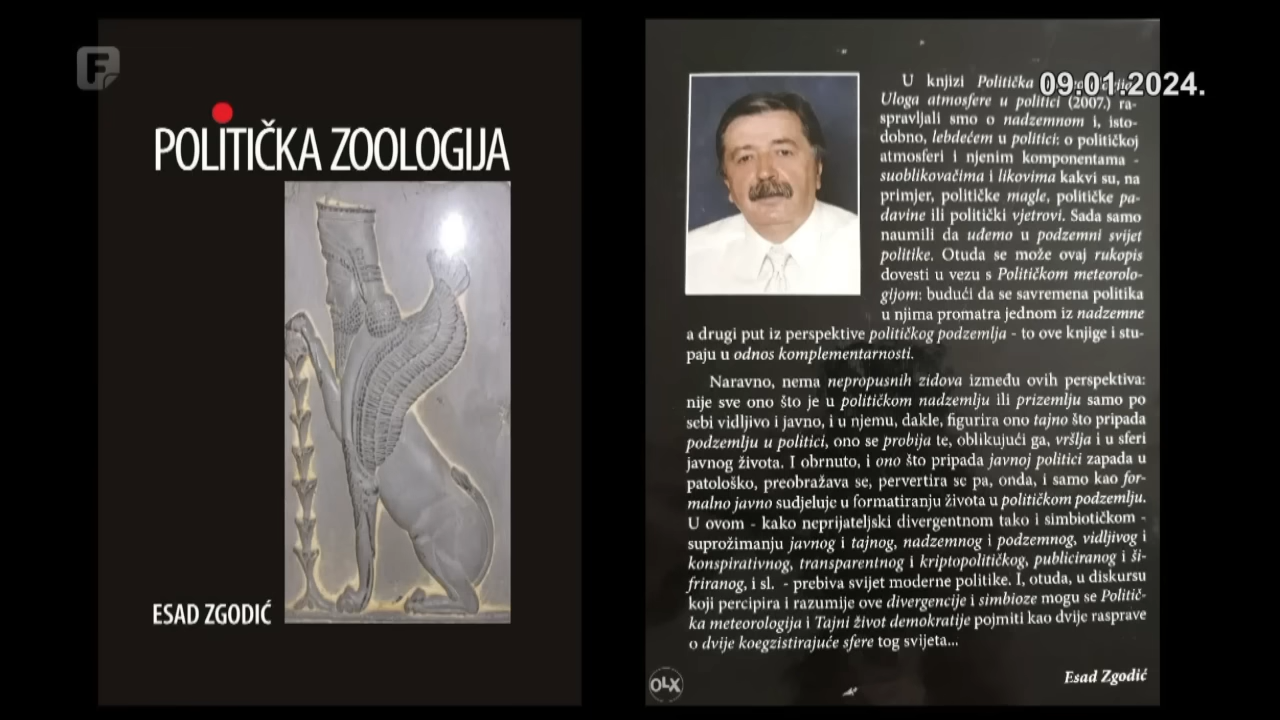 F
POLITIČKA ZOOLOGIJA
ESAD ZGODIĆ
09.01.2024.
U knjizi Politička
Uloga atmosfere u politici (2007.) ra-
spravljali smo o nadzemnom i, isto-
dobno, lebdećem u politici: o političkoj
atmosferi i njenim komponentama -
suoblikovačima i likovima kakvi su, na
primjer, političke magle, političke pa-
davine ili politički vjetrovi. Sada samo
naumili da uđemo u podzemni svijet
politike. Otuda se može ovaj rukopis
dovesti u vezu s Političkom meteorolo-
gijom: budući da se savremena politika
u njima promatra jednom iz nadzemne
a drugi put iz perspektive političkog podzemlja - to ove knjige i stu-
paju u odnos komplementarnosti.
Naravno, nema nepropusnih zidova između ovih perspektiva:
nije sve ono što je u političkom nadzemlju ili prizemlju samo po
sebi vidljivo i javno, i u njemu, dakle, figurira ono tajno što pripada
podzemlju u politici, ono se probija te, oblikujući ga, vršlja i u sferi
javnog života. I obrnuto, i ono što pripada javnoj politici zapada u
patološko, preobražava se, pervertira se pa, onda, i samo kao for-
malno javno sudjeluje u formatiranju života u političkom podzemlju.
U ovom - kako neprijateljski divergentnom tako i simbiotičkom -
suprožimanju javnog i tajnog, nadzemnog i podzemnog, vidljivog i
konspirativnog, transparentnog i kriptopolitičkog, publiciranog i ši-
friranog, i sl. - prebiva svijet moderne politike. I, otuda, u diskursu
koji percipira i razumije ove divergencije i simbioze mogu se Politič-
ka meteorologija i Tajni život demokratije pojmiti kao dvije rasprave
o dvije koegzistirajuće sfere tog svijeta...
Esad Zgodić
OLX